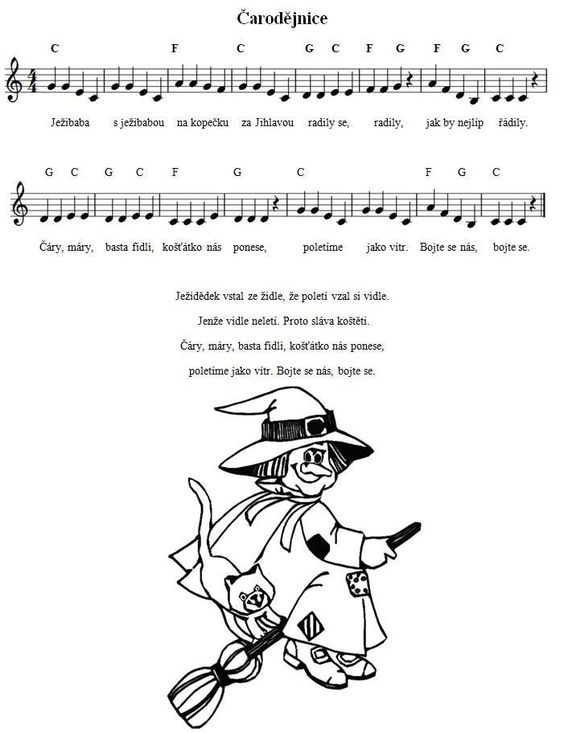 Čarodějnice
C F C G C F G F G C
Ježibaba s ježibabou na kopečku za Jihlavou radily se, radily, jak by nejlíp řádily.
G C G C F G C F G C
Čáry, máry, basta fidli, košťátko nás ponese, poletíme jako vítr. Bojte se nás, bojte se.
Ježidědek vstal ze židle, že poletí vzal si vidle.
Jenže vidle neletí. Proto sláva koštěti.
Čáry, máry, basta fidli, košťátko nás ponese,
poletíme jako vítr. Bojte se nás, bojte se.